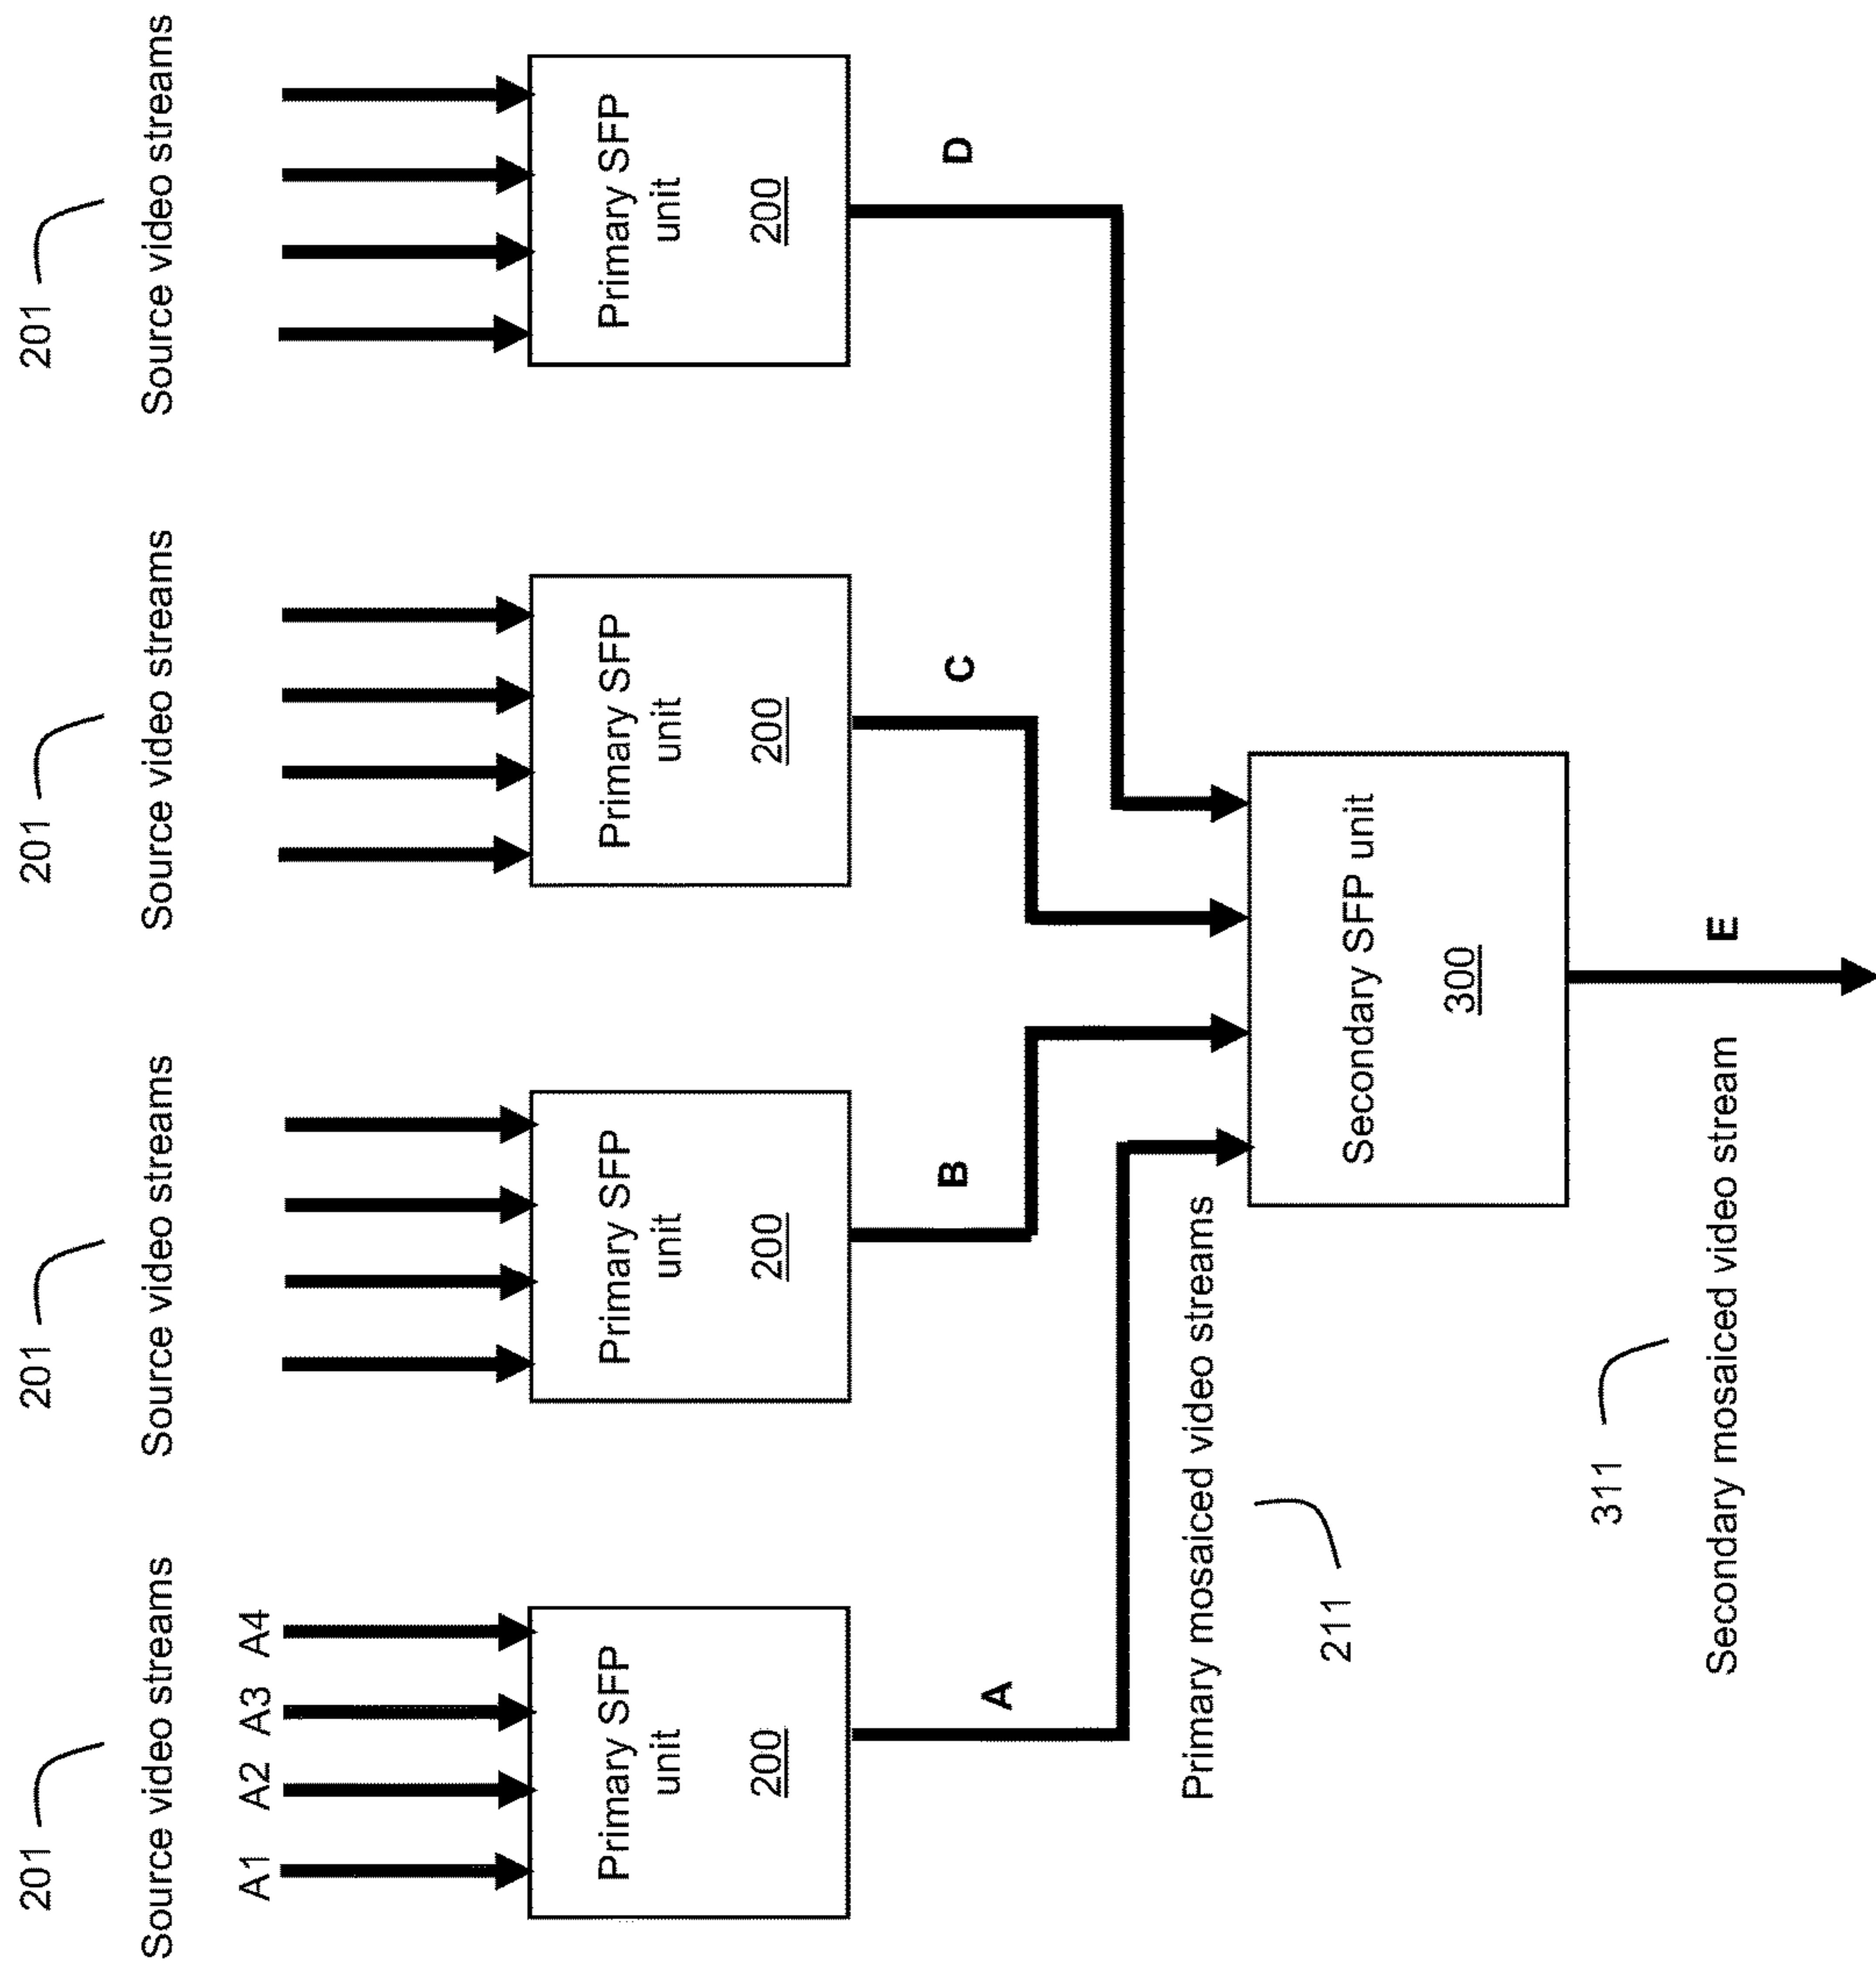 201
201
201
201
Source video streams
Source video streams
Source video streams
Source video streams
A1 A2 A3 A4
Primary SFP
unit
200
Primary SFP
unit
200
Primary SFP
unit
200
Primary SFP
unit
200
A
B
C
D
Primary mosaiced video streams
211
Secondary SFP unit
300
311
Secondary mosaiced video stream
E